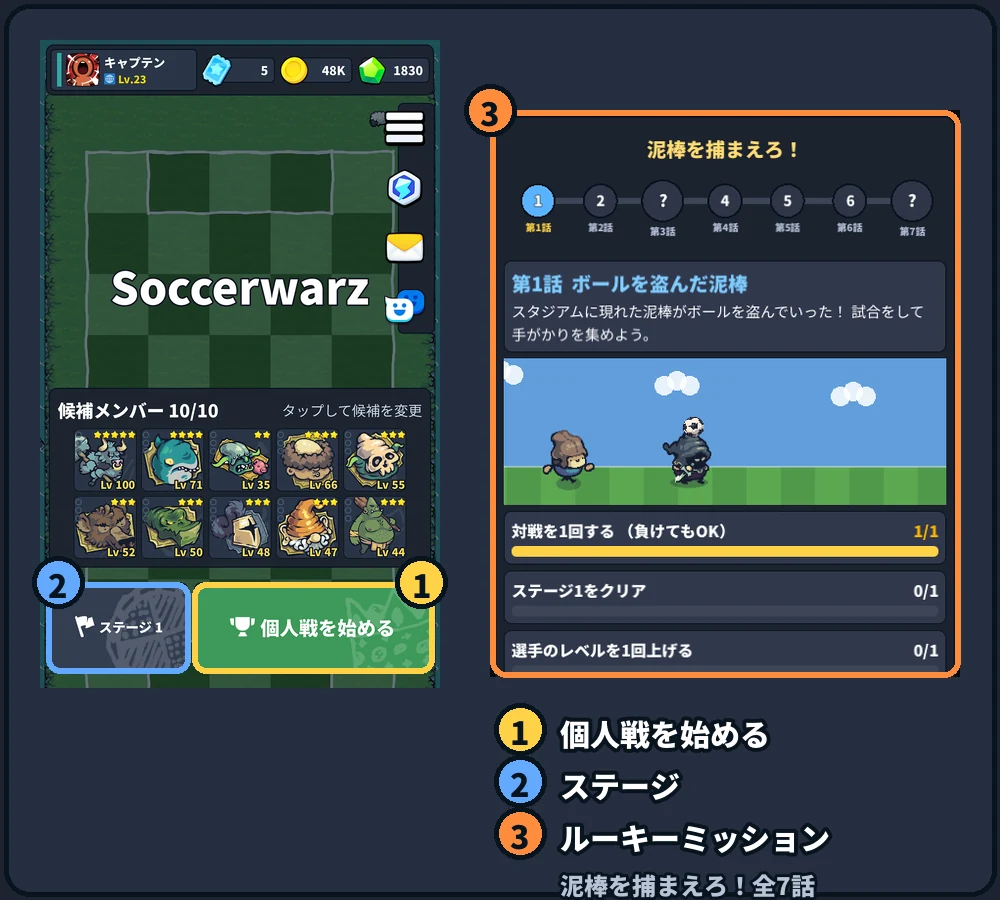 キャプテン
Lv.23
5
48K
1830
Soccerwarz
候補メンバー 10/10
タップして候補を変更
Lv 100
Lv 71
Lv 35
Lv 66
Lv 55
Lv 52
Lv 50
Lv 48
Lv 47
Lv 44
2
1
ステージ 1
個人戦を始める
3
泥棒を捕まえろ！
1
2
?
4
5
6
?
第1話
第2話
第3話
第4話
第5話
第6話
第7話
第1話 ボールを盗んだ泥棒
スタジアムに現れた泥棒がボールを盗んでいった！ 試合をして
手がかりを集めよう。
対戦を1回する （負けてもOK） 1/1
ステージ1をクリア 0/1
選手のレベルを1回上げる 0/1
1 個人戦を始める
2 ステージ
3 ルーキーミッション
泥棒を捕まえろ！全7話